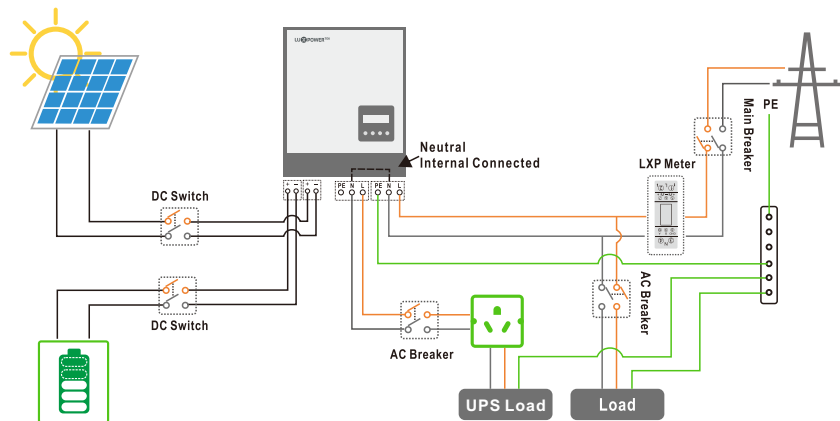 LUXPOWER
Neutral
Internal Connected
PE
Main Breaker
LXP Meter
+ − + −
PE N L PE N L
DC Switch
DC Switch
AC Breaker
AC Breaker
UPS Load
Load